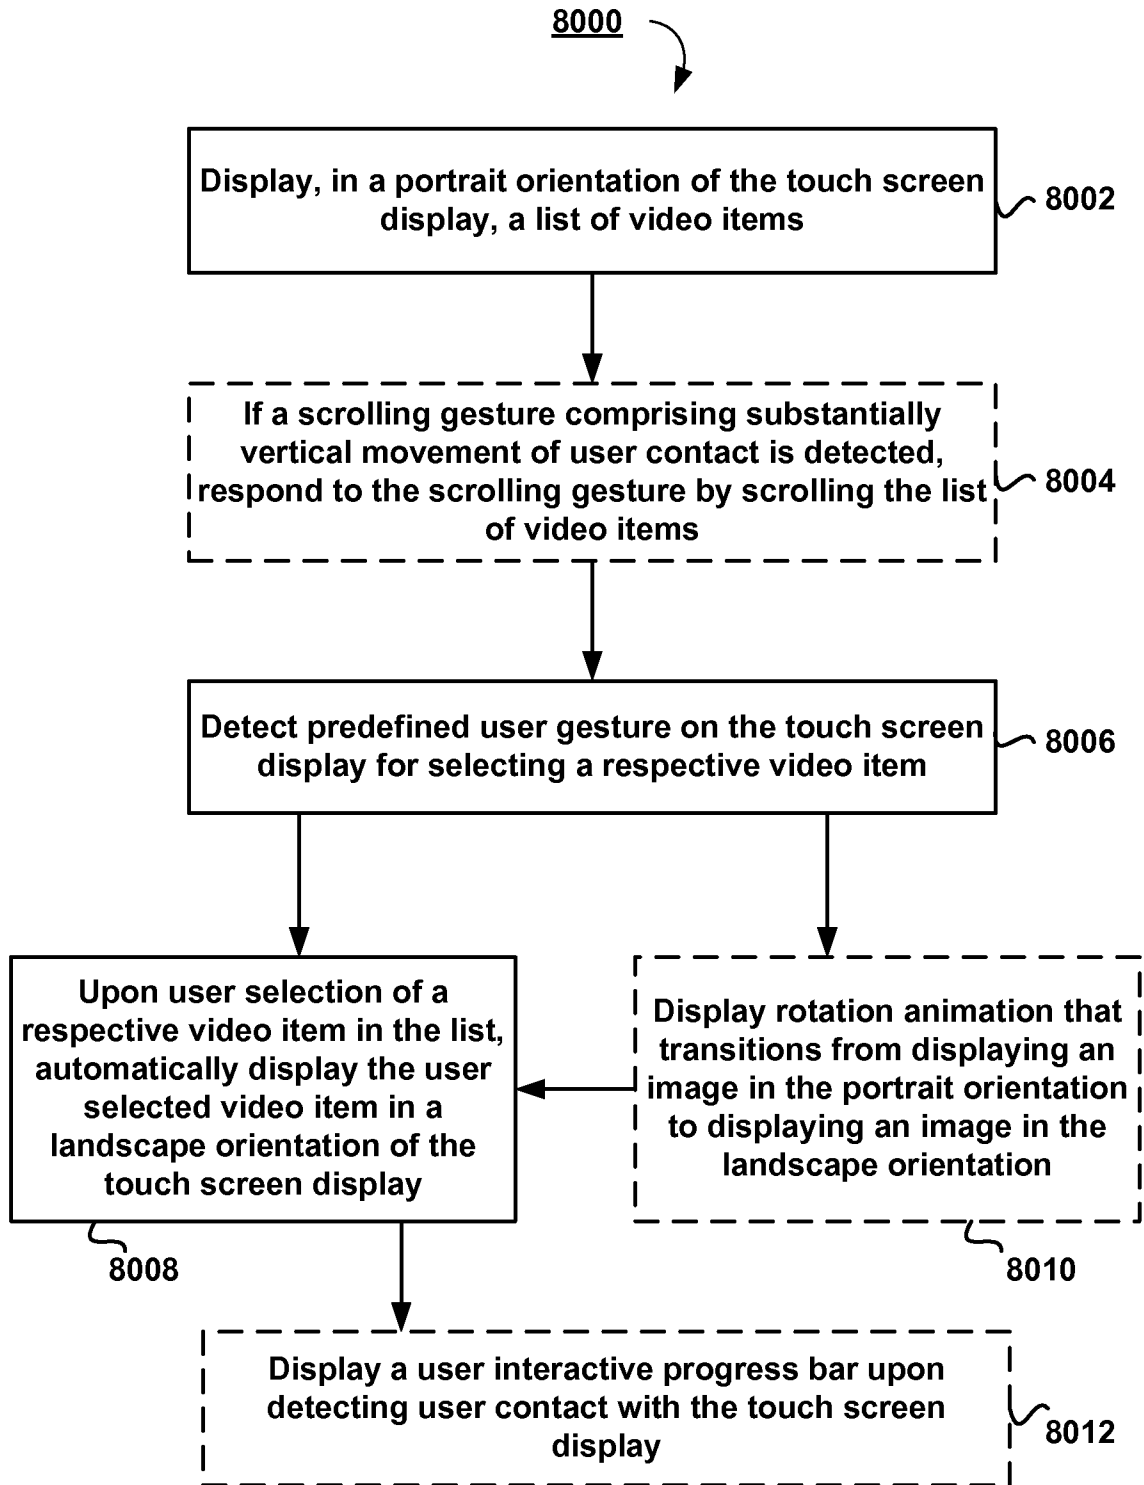 8000
Display, in a portrait orientation of the touch screen
display, a list of video items
8002
If a scrolling gesture comprising substantially
vertical movement of user contact is detected,
respond to the scrolling gesture by scrolling the list
of video items
8004
Detect predefined user gesture on the touch screen
display for selecting a respective video item
8006
Upon user selection of a
respective video item in the list,
automatically display the user
selected video item in a
landscape orientation of the
touch screen display
8008
Display rotation animation that
transitions from displaying an
image in the portrait orientation
to displaying an image in the
landscape orientation
8010
Display a user interactive progress bar upon
detecting user contact with the touch screen
display
8012